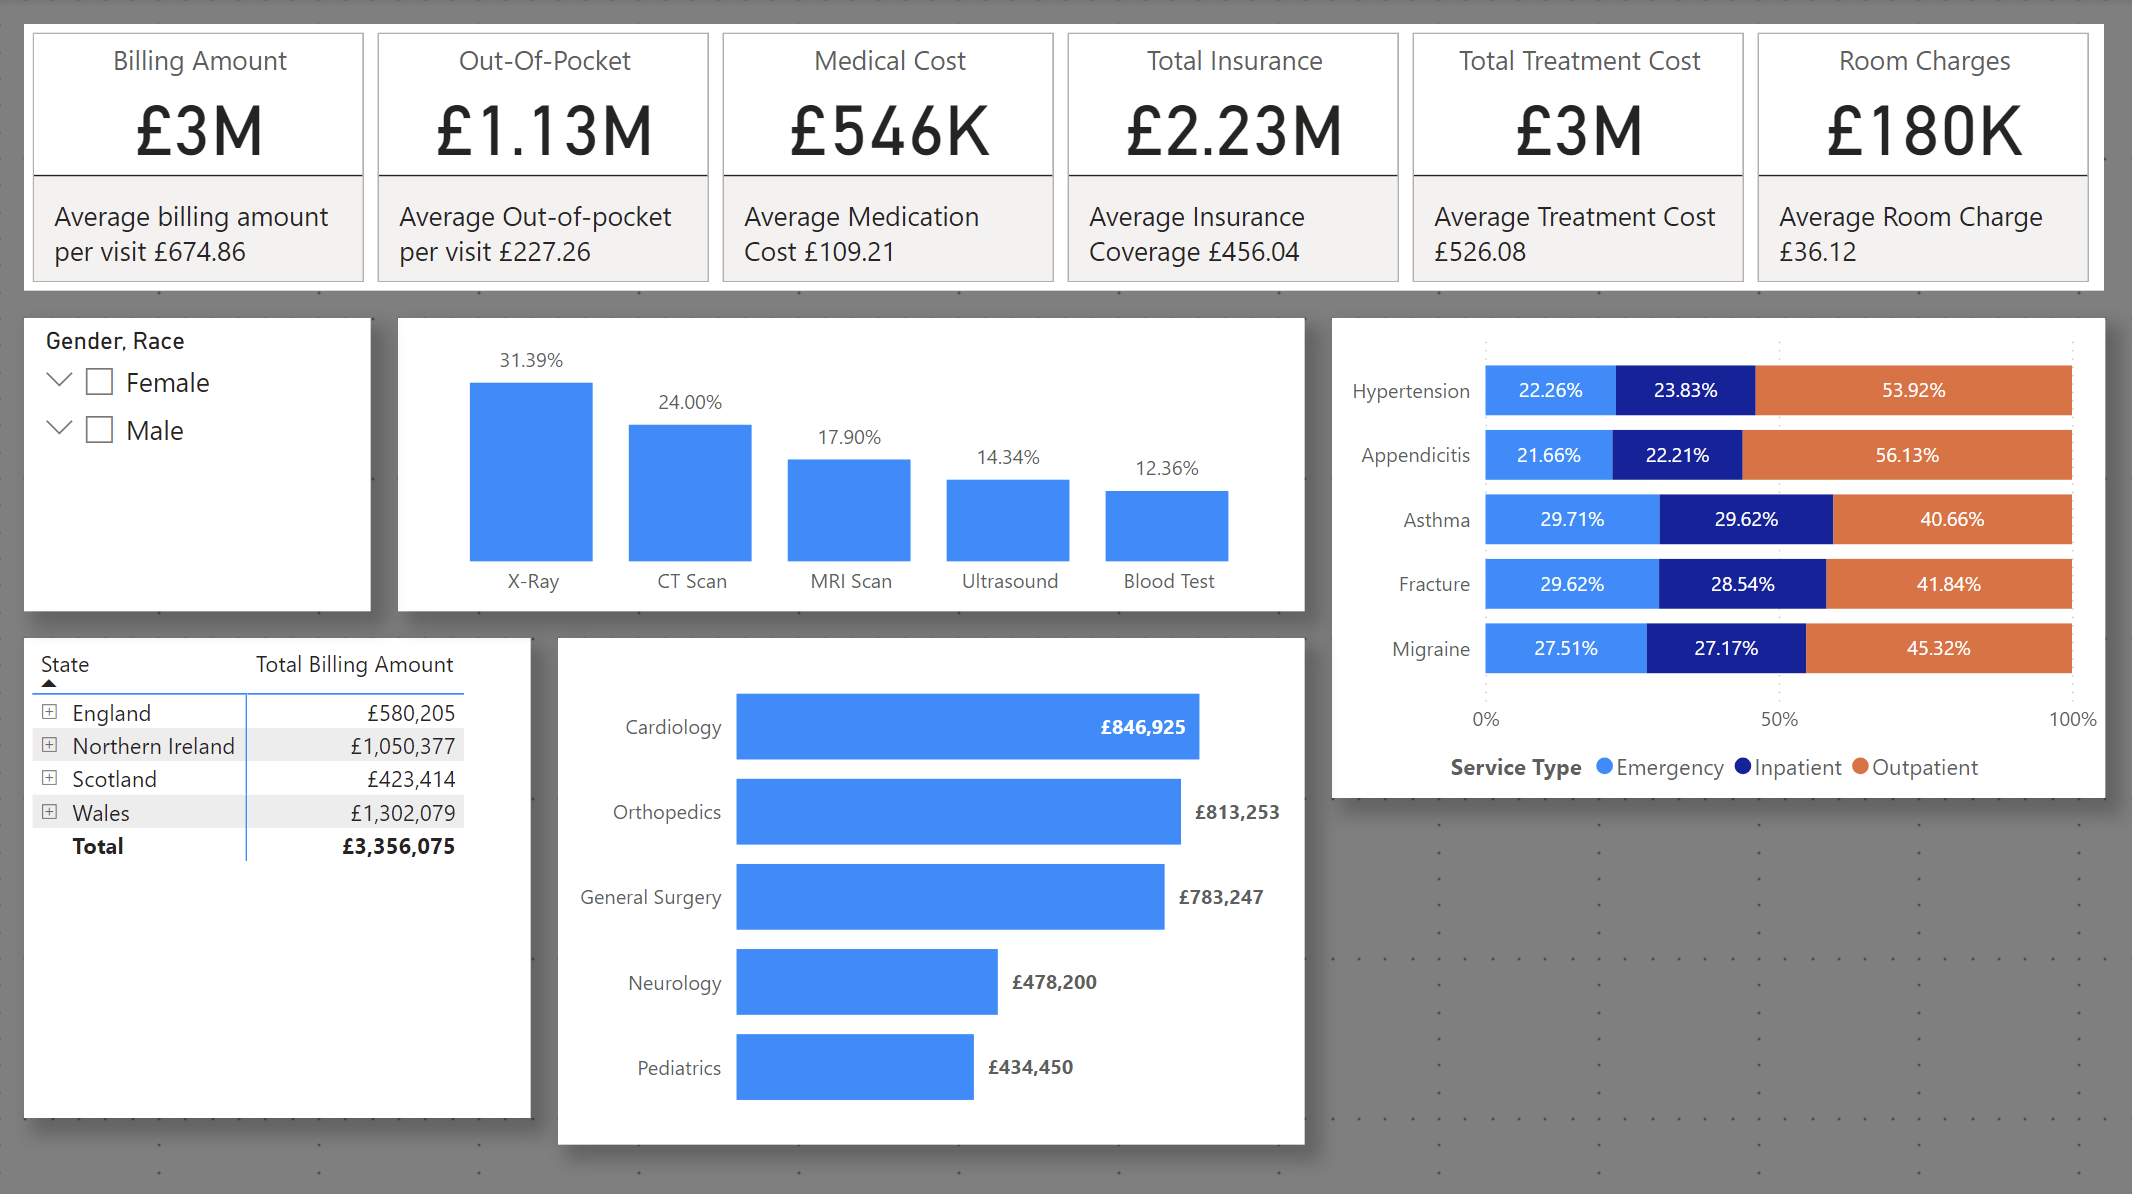 Billing Amount
£3M
Average billing amount
per visit £674.86
Out-Of-Pocket
£1.13M
Average Out-of-pocket
per visit £227.26
Medical Cost
£546K
Average Medication
Cost £109.21
Total Insurance
£2.23M
Average Insurance
Coverage £456.04
Total Treatment Cost
£3M
Average Treatment Cost
£526.08
Room Charges
£180K
Average Room Charge
£36.12
Gender, Race
Female
Male
31.39%
24.00%
17.90%
14.34%
12.36%
X-Ray
CT Scan
MRI Scan
Ultrasound
Blood Test
Hypertension 22.26% 23.83% 53.92%
Appendicitis 21.66% 22.21% 56.13%
Asthma 29.71% 29.62% 40.66%
Fracture 29.62% 28.54% 41.84%
Migraine 27.51% 27.17% 45.32%
0% 50% 100%
Service Type Emergency Inpatient Outpatient
State Total Billing Amount
England £580,205
Northern Ireland £1,050,377
Scotland £423,414
Wales £1,302,079
Total £3,356,075
Cardiology £846,925
Orthopedics £813,253
General Surgery £783,247
Neurology £478,200
Pediatrics £434,450